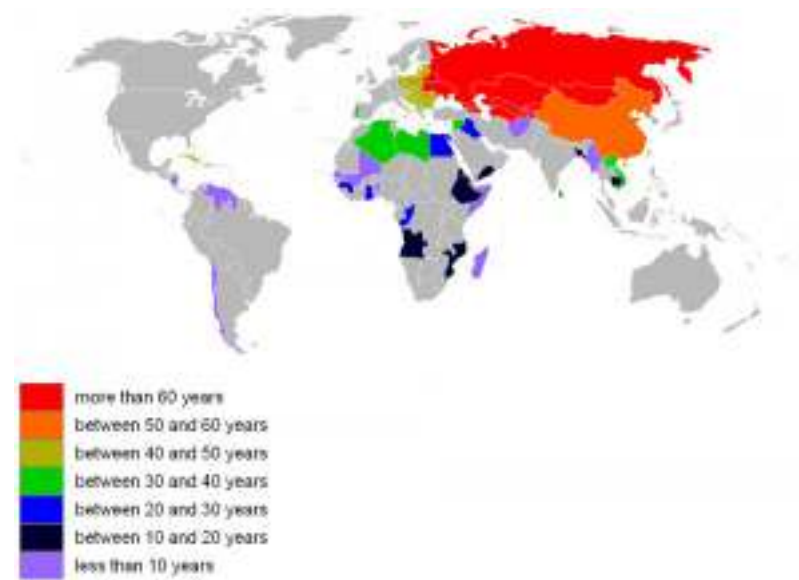 more than 60 years
between 50 and 60 years
between 40 and 50 years
between 30 and 40 years
between 20 and 30 years
between 10 and 20 years
less than 10 years